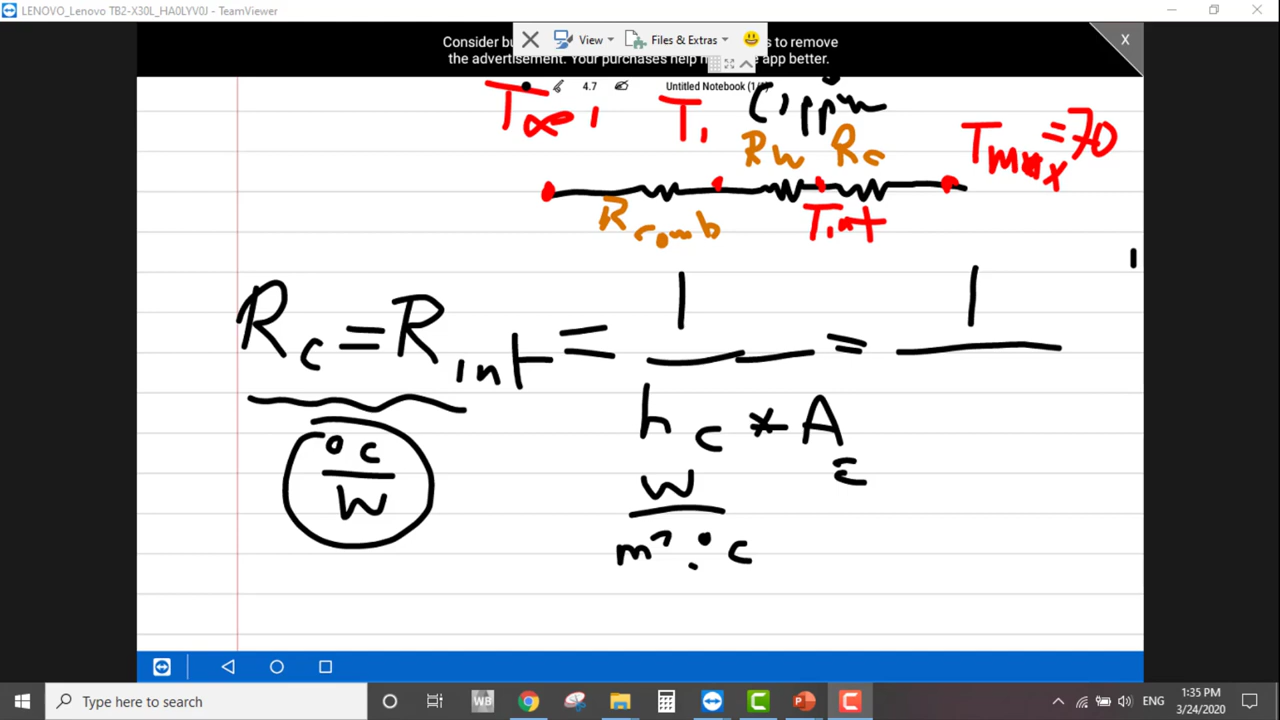 LENOVO_Lenovo TB2-X30L_HA0LYV0J - TeamViewer
View
Files & Extras
Consider bu s to remove
the advertisement. Your purchases help app better.
4.7
Untitled Notebook (1/
X
T∞1
T1
Rw
Rc
Tmax = 70
Rcomb
Tint
Rc = Rint = 1 / hc * Ac = 1
°C / W
W / m² · °C
Type here to search
WB
ENG
1:35 PM
3/24/2020